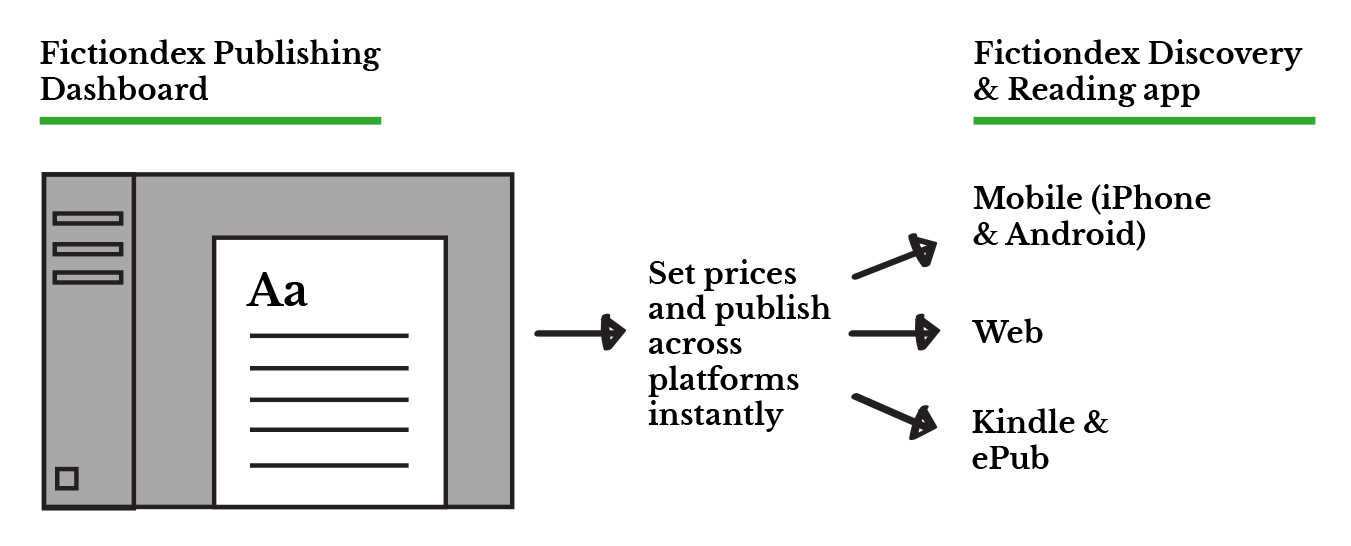 Fictiondex Publishing
Dashboard
Fictiondex Discovery
& Reading app
Aa
Set prices
and publish
across
platforms
instantly
Mobile (iPhone
& Android)
Web
Kindle &
ePub